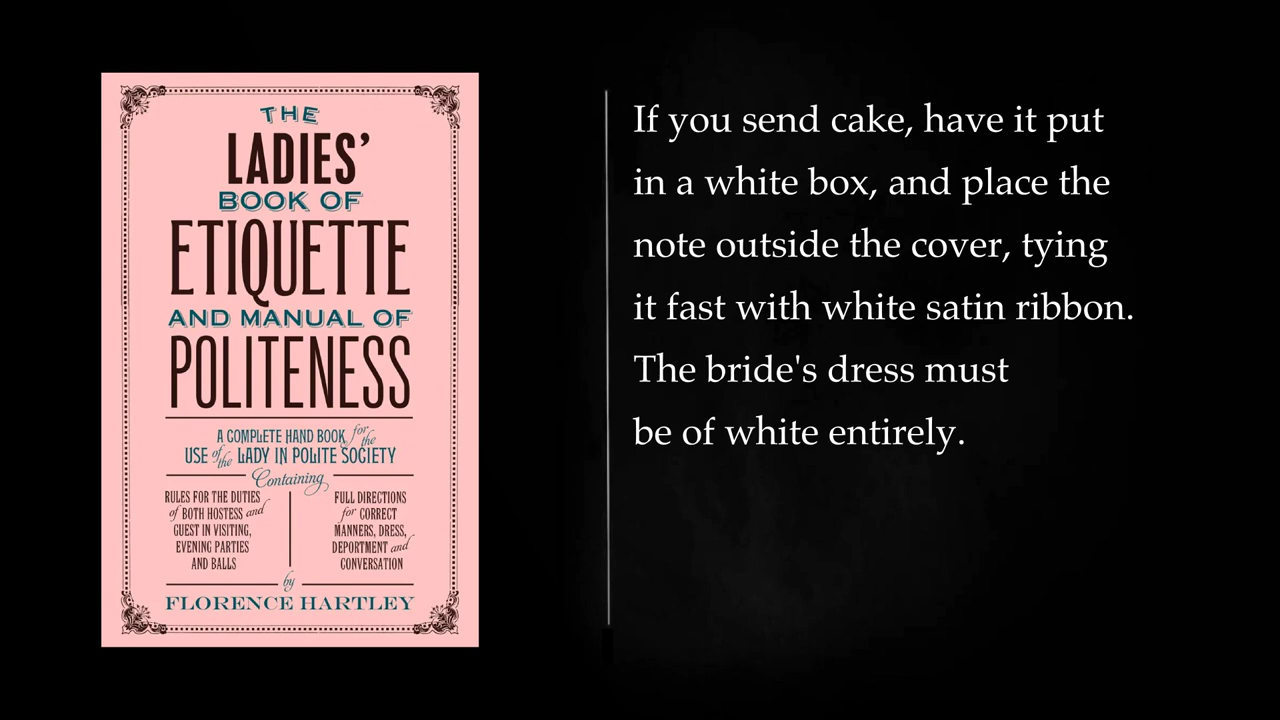 THE
LADIES'
BOOK OF
ETIQUETTE
AND MANUAL OF
POLITENESS
A COMPLETE HAND BOOK for the
USE of the LADY IN POLITE SOCIETY
Containing
RULES FOR THE DUTIES
of BOTH HOSTESS and
GUEST IN VISITING,
EVENING PARTIES
AND BALLS
FULL DIRECTIONS
for CORRECT
MANNERS, DRESS,
DEPORTMENT and
CONVERSATION
by
FLORENCE HARTLEY
If you send cake, have it put
in a white box, and place the
note outside the cover, tying
it fast with white satin ribbon.
The bride's dress must
be of white entirely.